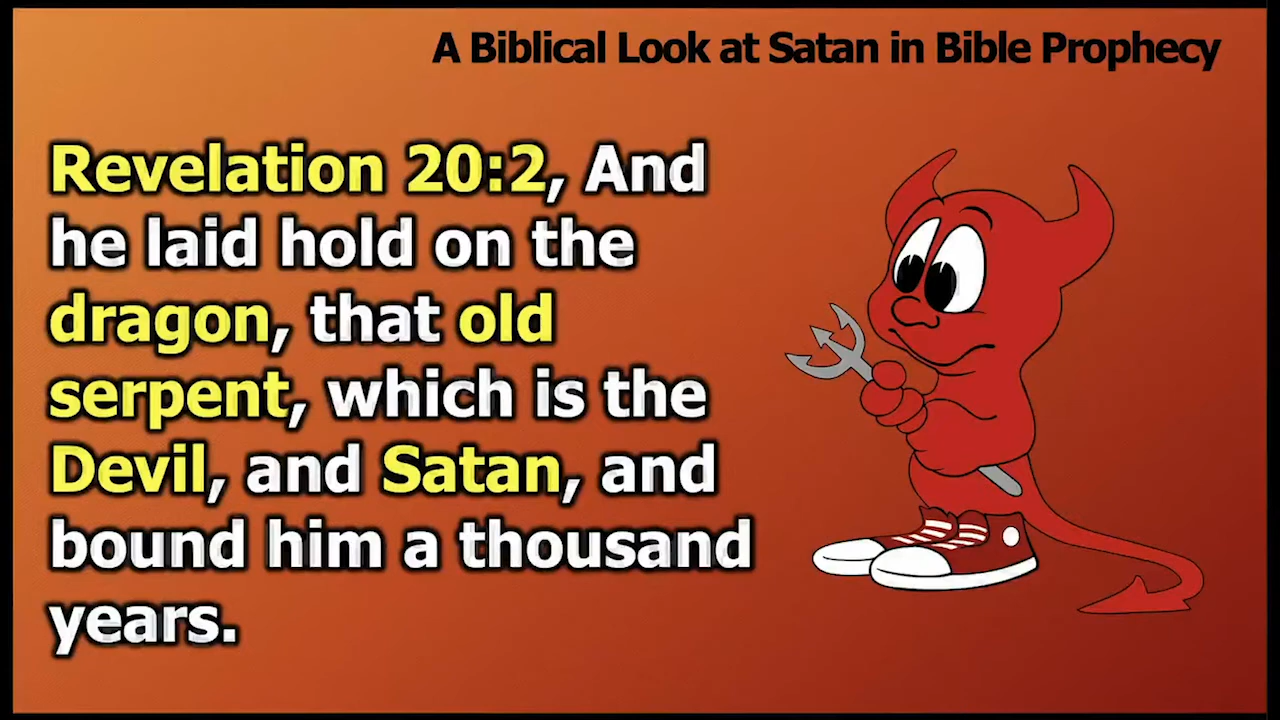 A Biblical Look at Satan in Bible Prophecy
Revelation 20:2, And
he laid hold on the
dragon, that old
serpent, which is the
Devil, and Satan, and
bound him a thousand
years.